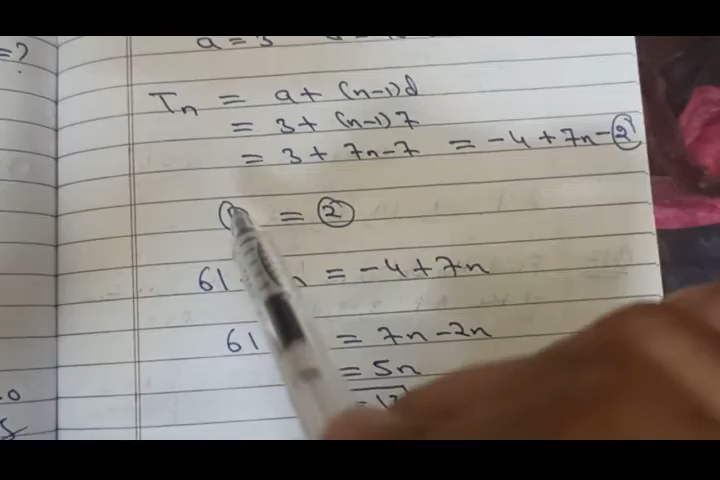 =?
a = 3
Tn = a + (n-1)d
= 3 + (n-1)7
= 3 + 7n-7 = -4 + 7n - ②
= ②
61 = -4 + 7n
61 = 7n - 2n
= 5n